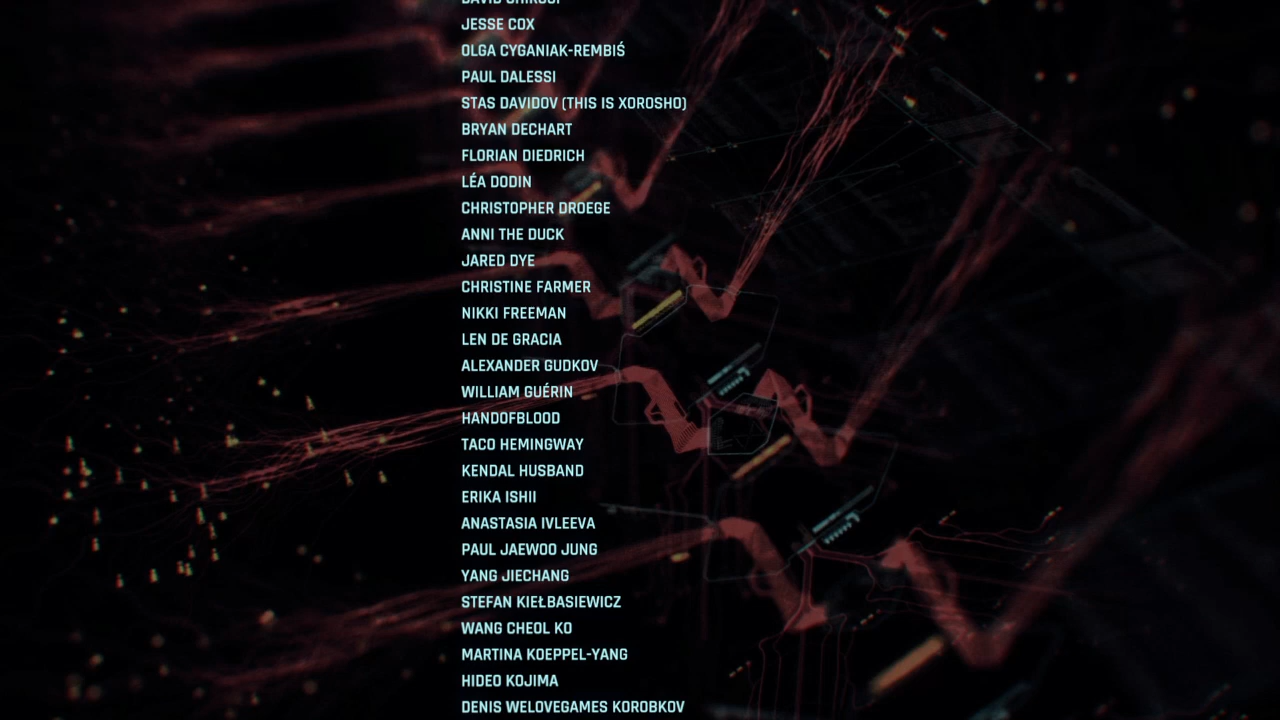 JESSE COX
OLGA CYGANIAK-REMBIŚ
PAUL DALESSI
STAS DAVIDOV (THIS IS XOROSHO)
BRYAN DECHART
FLORIAN DIEDRICH
LÉA DODIN
CHRISTOPHER DROEGE
ANNI THE DUCK
JARED DYE
CHRISTINE FARMER
NIKKI FREEMAN
LEN DE GRACIA
ALEXANDER GUDKOV
WILLIAM GUÉRIN
HANDOFBLOOD
TACO HEMINGWAY
KENDAL HUSBAND
ERIKA ISHII
ANASTASIA IVLEEVA
PAUL JAEWOO JUNG
YANG JIECHANG
STEFAN KIEŁBASIEWICZ
WANG CHEOL KO
MARTINA KOEPPEL-YANG
HIDEO KOJIMA
DENIS WELOVEGAMES KOROBKOV